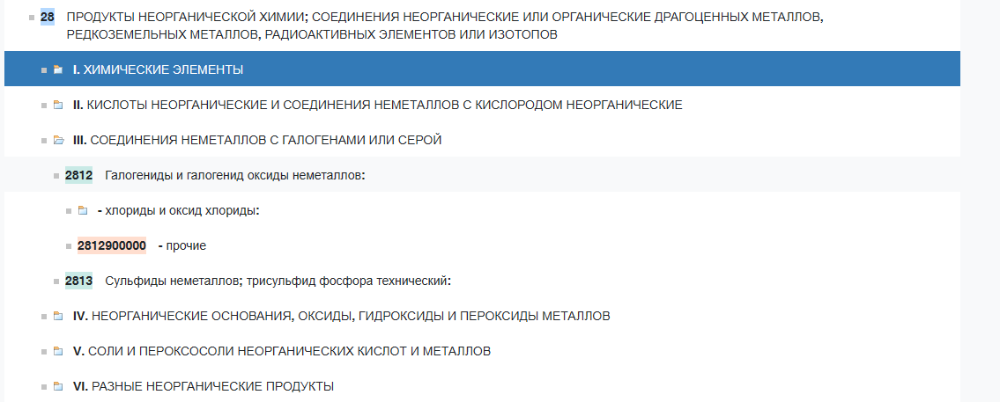 28 ПРОДУКТЫ НЕОРГАНИЧЕСКОЙ ХИМИИ; СОЕДИНЕНИЯ НЕОРГАНИЧЕСКИЕ ИЛИ ОРГАНИЧЕСКИЕ ДРАГОЦЕННЫХ МЕТАЛЛОВ,
РЕДКОЗЕМЕЛЬНЫХ МЕТАЛЛОВ, РАДИОАКТИВНЫХ ЭЛЕМЕНТОВ ИЛИ ИЗОТОПОВ
I. ХИМИЧЕСКИЕ ЭЛЕМЕНТЫ
II. КИСЛОТЫ НЕОРГАНИЧЕСКИЕ И СОЕДИНЕНИЯ НЕМЕТАЛЛОВ С КИСЛОРОДОМ НЕОРГАНИЧЕСКИЕ
III. СОЕДИНЕНИЯ НЕМЕТАЛЛОВ С ГАЛОГЕНАМИ ИЛИ СЕРОЙ
2812 Галогениды и галогенид оксиды неметаллов:
- хлориды и оксид хлориды:
2812900000 - прочие
2813 Сульфиды неметаллов; трисульфид фосфора технический:
IV. НЕОРГАНИЧЕСКИЕ ОСНОВАНИЯ, ОКСИДЫ, ГИДРОКСИДЫ И ПЕРОКСИДЫ МЕТАЛЛОВ
V. СОЛИ И ПЕРОКСОСОЛИ НЕОРГАНИЧЕСКИХ КИСЛОТ И МЕТАЛЛОВ
VI. РАЗНЫЕ НЕОРГАНИЧЕСКИЕ ПРОДУКТЫ